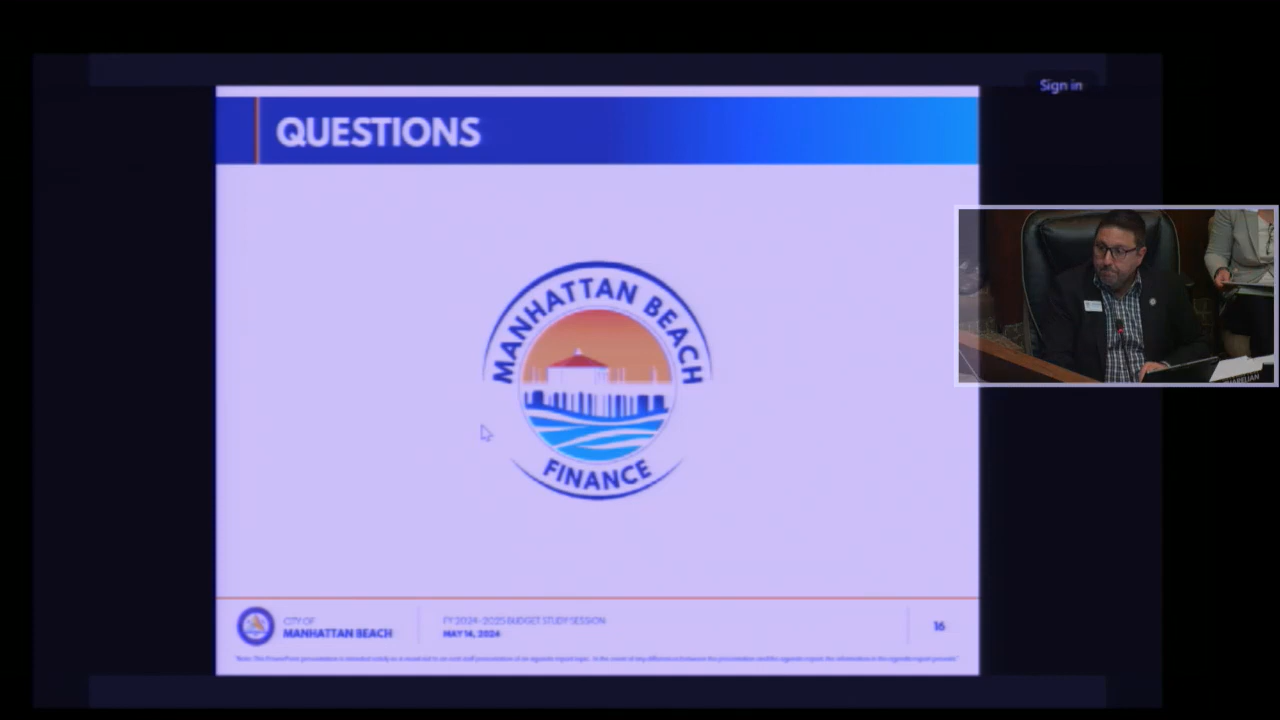 Sign in
QUESTIONS
MANHATTAN BEACH
FINANCE
CITY OF
MANHATTAN BEACH
FY 2024-2025 BUDGET STUDY SESSION
MAY 14, 2024
16